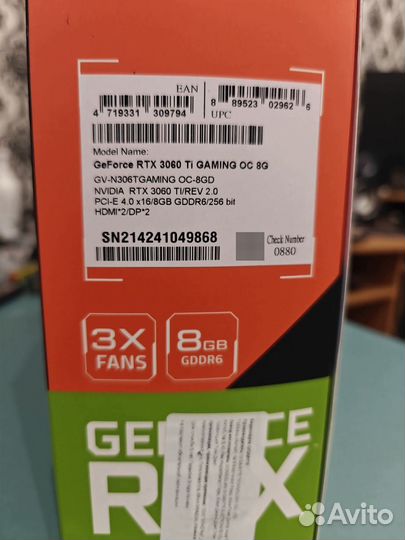 EAN
4 719331 309794
8 89523 02962 6
UPC
Model Name:
GeForce RTX 3060 Ti GAMING OC 8G
GV-N306TGAMING OC-8GD
NVIDIA RTX 3060 TI/REV 2.0
PCI-E 4.0 x16/8GB GDDR6/256 bit
HDMI*2/DP*2
SN214241049868
Check Number
0880
3X
FANS
8GB
GDDR6
GEFORCE
RTX
Avito